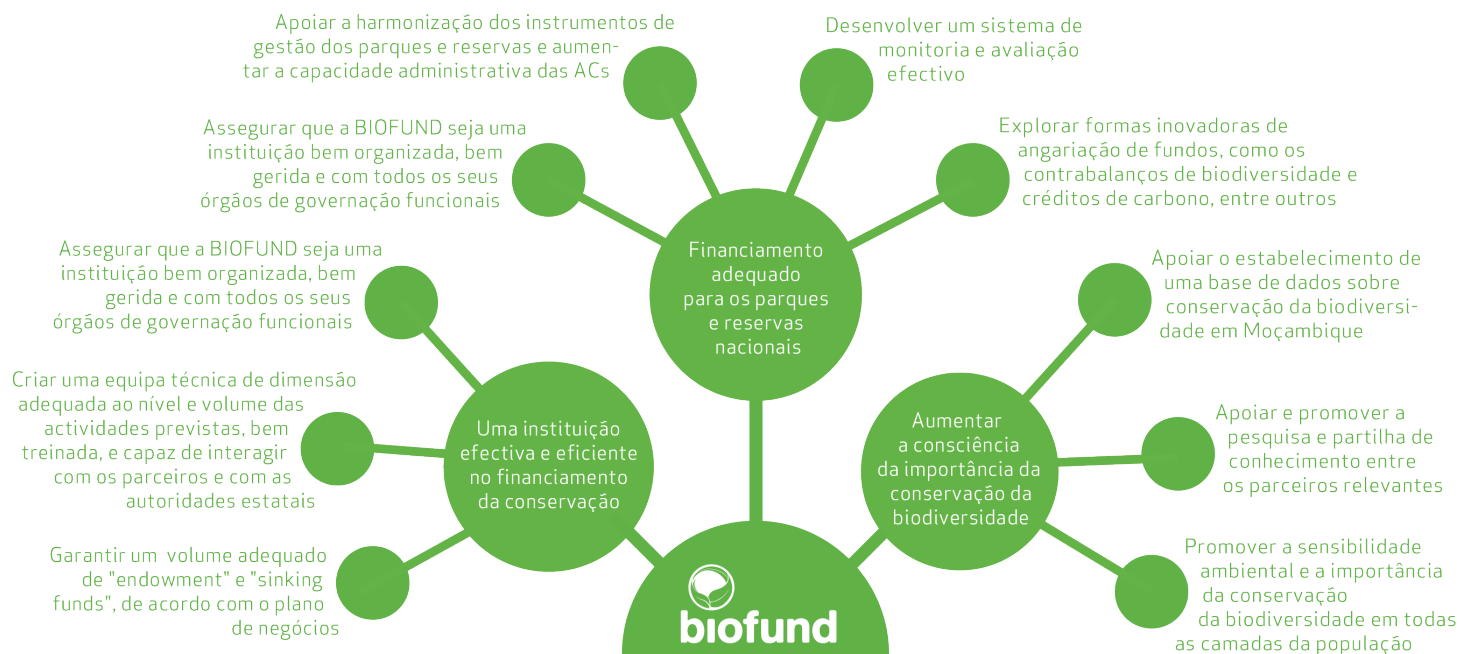 Apoiar a harmonização dos instrumentos de
gestão dos parques e reservas e aumen-
tar a capacidade administrativa das ACs
Desenvolver um sistema de
monitoria e avaliação
efectivo
Assegurar que a BIOFUND seja uma
instituição bem organizada, bem
gerida e com todos os seus
órgãos de governação funcionais
Explorar formas inovadoras de
angariação de fundos, como os
contrabalanços de biodiversidade e
créditos de carbono, entre outros
Financiamento
adequado
para os parques
e reservas
nacionais
Assegurar que a BIOFUND seja uma
instituição bem organizada, bem
gerida e com todos os seus
órgãos de governação funcionais
Criar uma equipa técnica de dimensão
adequada ao nível e volume das
actividades previstas, bem
treinada, e capaz de interagir
com os parceiros e com as
autoridades estatais
Garantir um volume adequado
de "endowment" e "sinking
funds", de acordo com o plano
de negócios
Uma instituição
efectiva e eficiente
no financiamento
da conservação
Aumentar
a consciência
da importância da
conservação da
biodiversidade
Apoiar o estabelecimento de
uma base de dados sobre
conservação da biodiversi-
dade em Moçambique
Apoiar e promover a
pesquisa e partilha de
conhecimento entre
os parceiros relevantes
Promover a sensibilidade
ambiental e a importância
da conservação
da biodiversidade em todas
as camadas da população
biofund